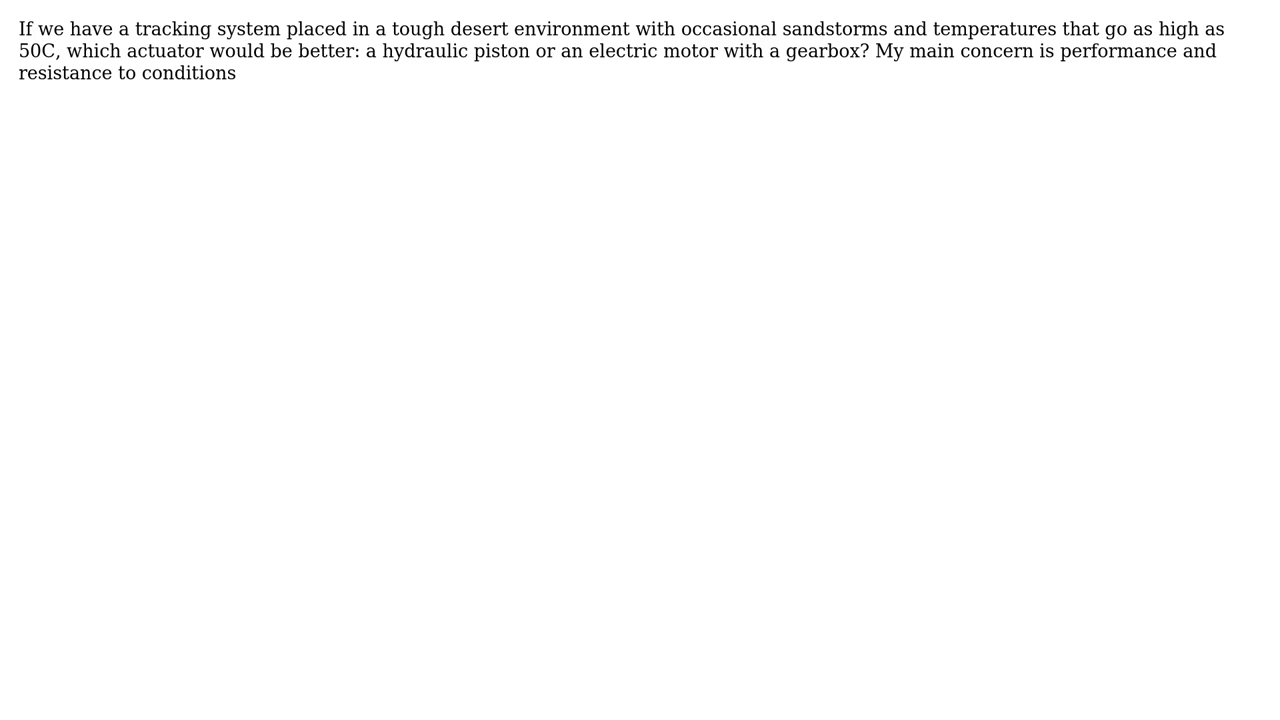 If we have a tracking system placed in a tough desert environment with occasional sandstorms and temperatures that go as high as
50C, which actuator would be better: a hydraulic piston or an electric motor with a gearbox? My main concern is performance and
resistance to conditions